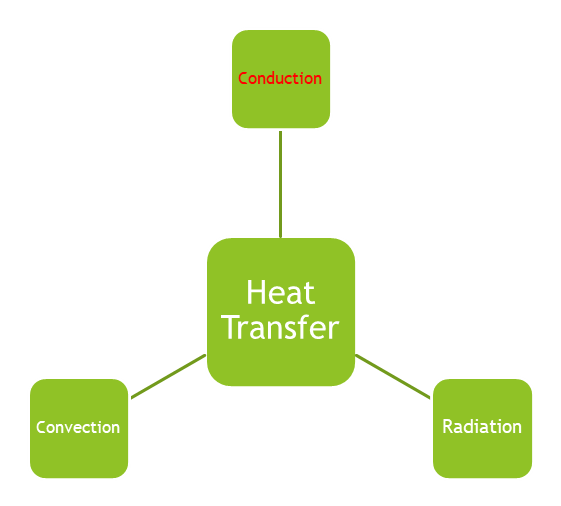 Conduction
Heat
Transfer
Convection
Radiation